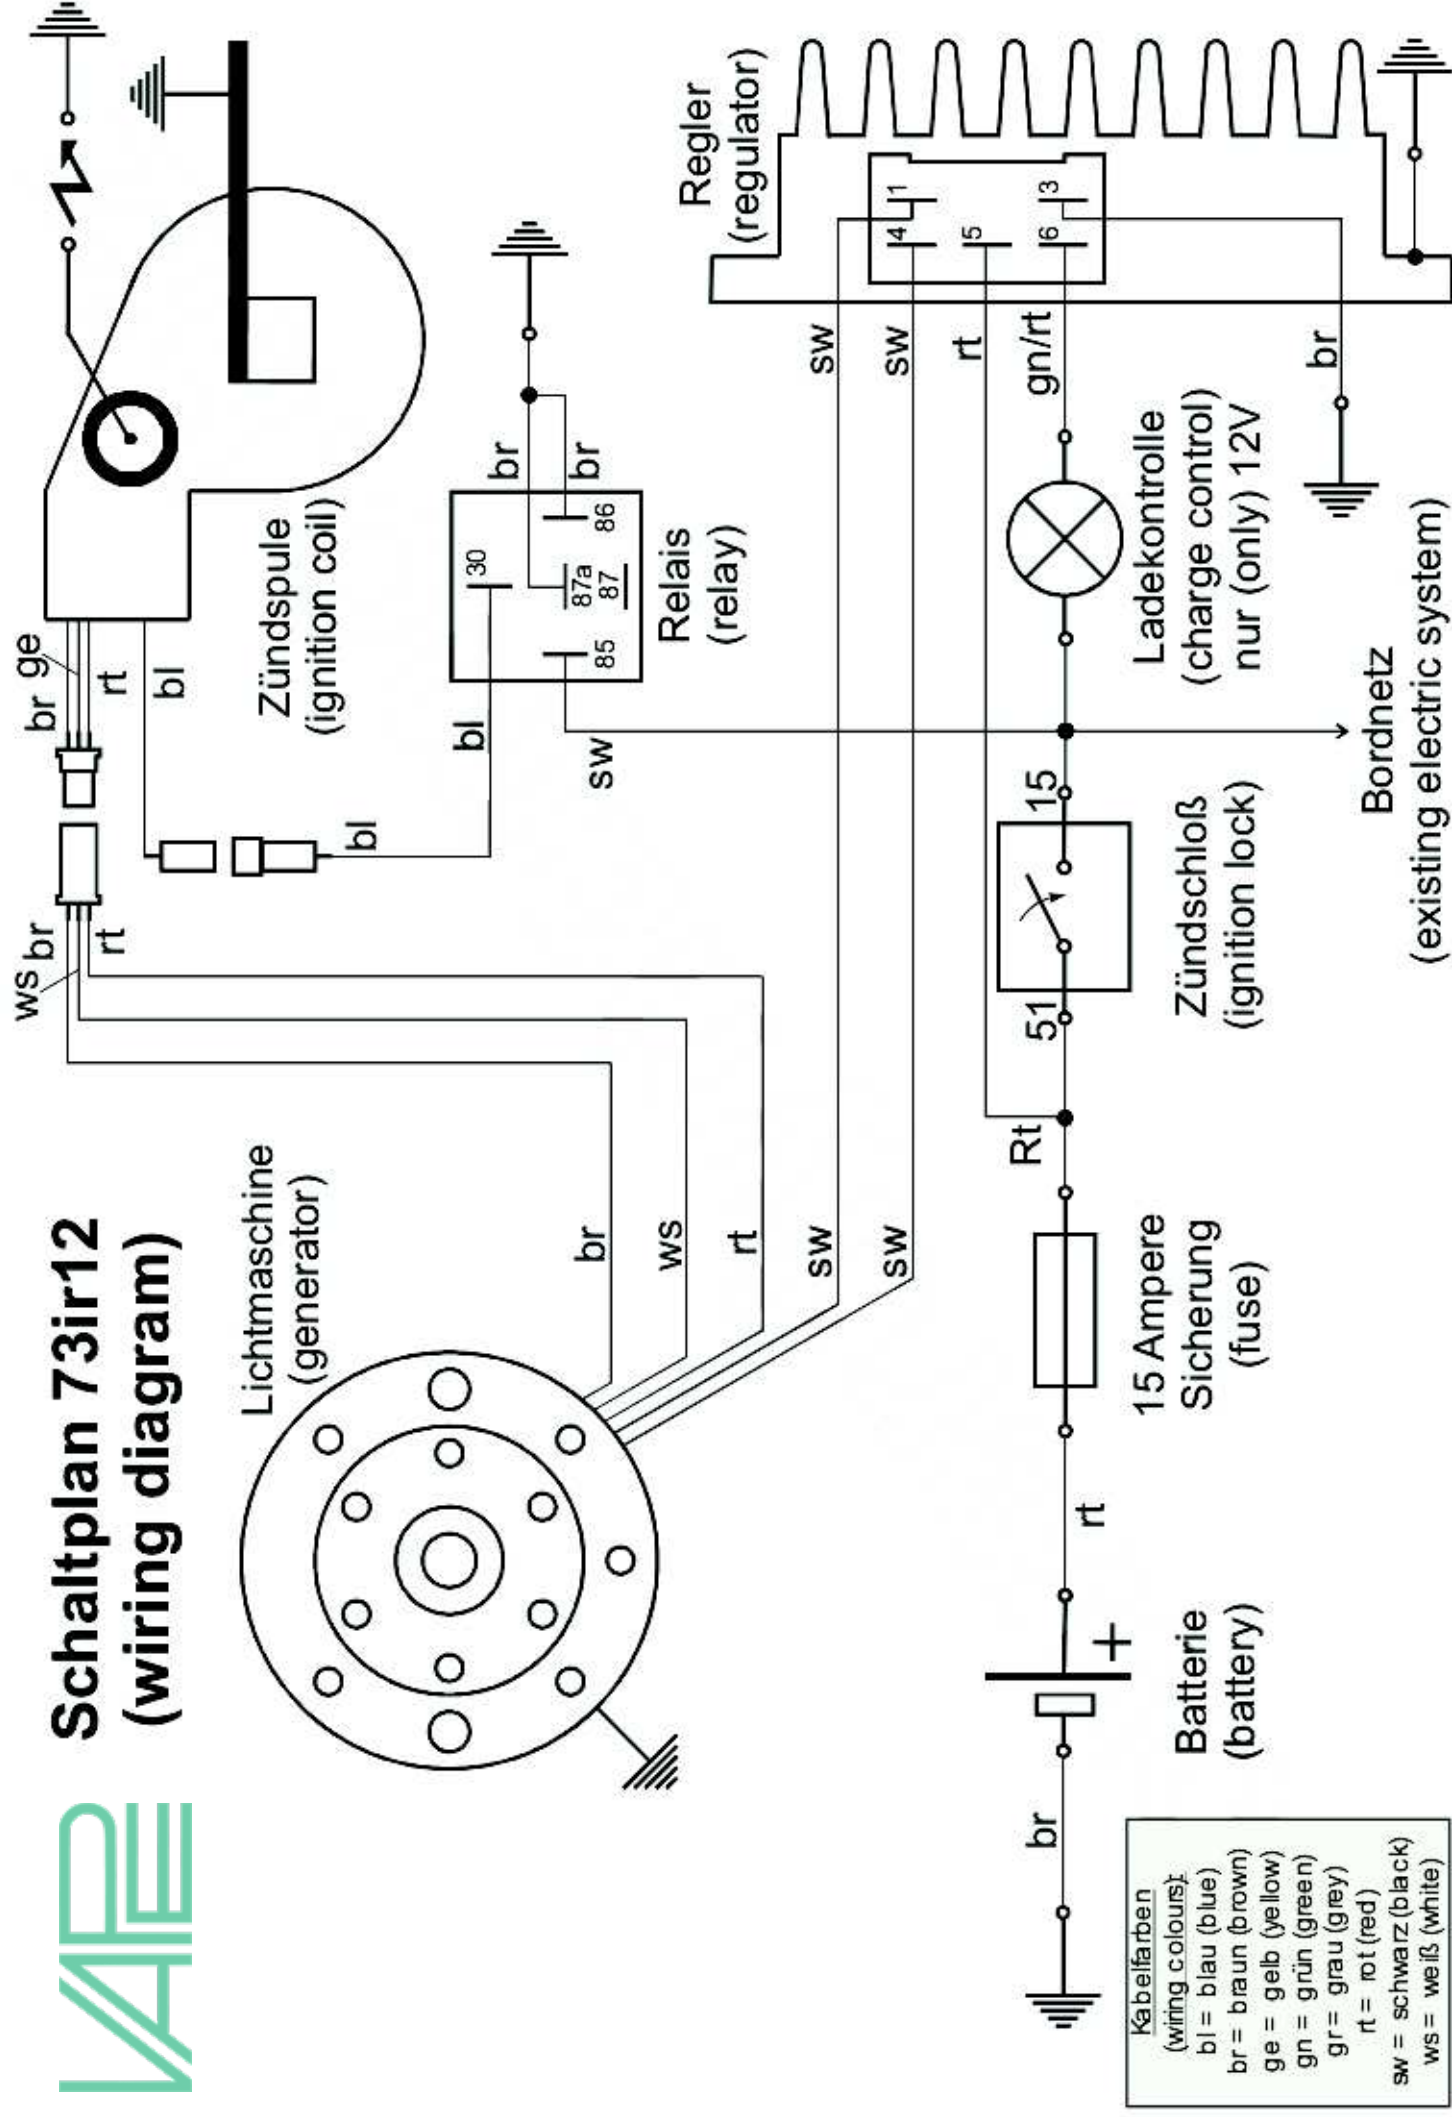 VAPE
Schaltplan 73ir12
(wiring diagram)
Lichtmaschine
(generator)
br
ws
rt
sw
sw
ws
br
rt
br
ge
rt
bl
bl
Zündspule
(ignition coil)
bl
sw
30
85
87a
87
86
br
br
Relais
(relay)
Regler
(regulator)
1
4
5
3
6
sw
sw
rt
gn/rt
br
Ladekontrolle
(charge control)
nur (only) 12V
Bordnetz
(existing electric system)
15
51
Zündschloß
(ignition lock)
Rt
15 Ampere
Sicherung
(fuse)
rt
+
Batterie
(battery)
br
Kabelfarben
(wiring colours):
bl = blau (blue)
br = braun (brown)
ge = gelb (yellow)
gn = grün (green)
gr = grau (grey)
rt = rot (red)
sw = schwarz (black)
ws = weiß (white)